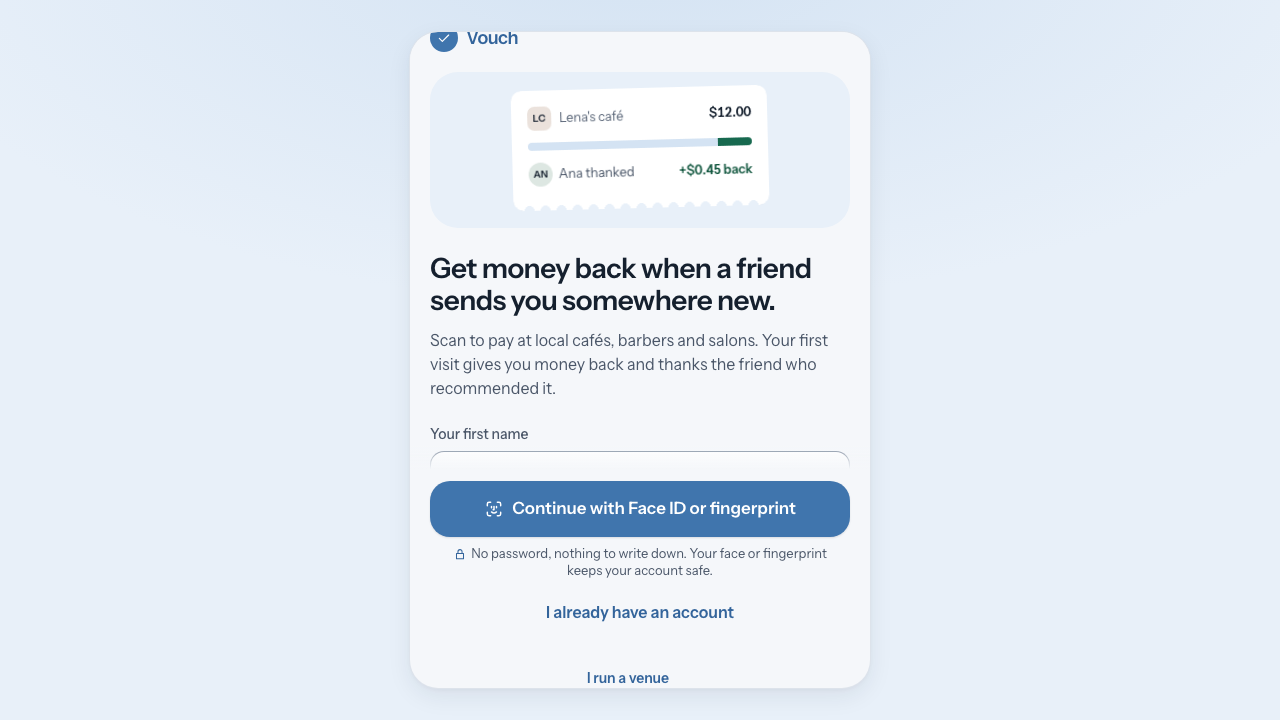 Vouch
LC Lena's café $12.00
AN Ana thanked +$0.45 back
Get money back when a friend
sends you somewhere new.
Scan to pay at local cafés, barbers and salons. Your first
visit gives you money back and thanks the friend who
recommended it.
Your first name
Continue with Face ID or fingerprint
No password, nothing to write down. Your face or fingerprint
keeps your account safe.
I already have an account
I run a venue